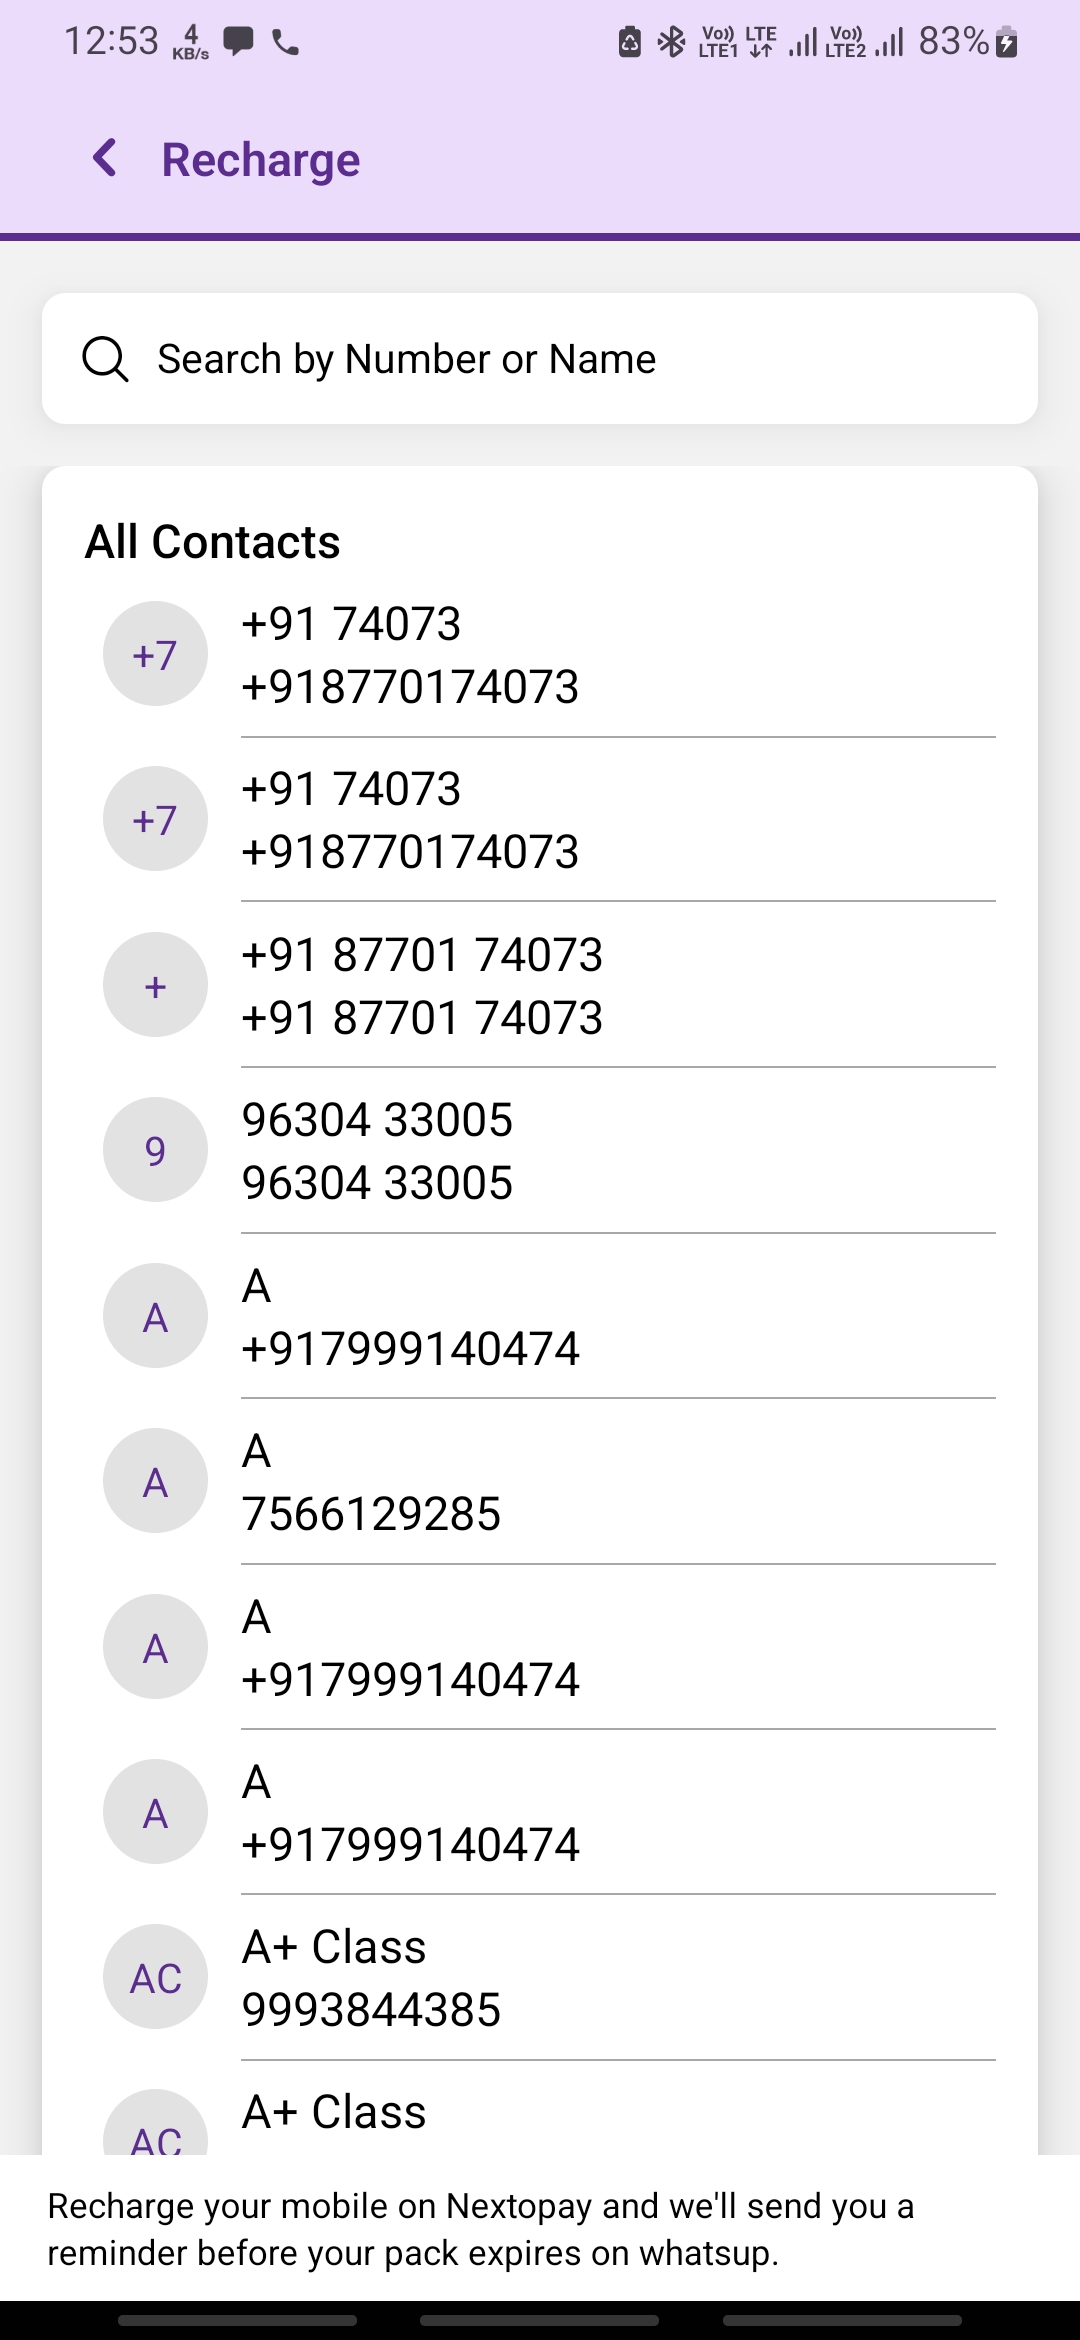 12:53 4 KB/s Vo)) LTE1 LTE Vo)) LTE2 83%
Recharge
Search by Number or Name
All Contacts
+7 +91 74073
+918770174073
+7 +91 74073
+918770174073
+ +91 87701 74073
+91 87701 74073
9 96304 33005
96304 33005
A A
+917999140474
A A
7566129285
A A
+917999140474
A A
+917999140474
AC A+ Class
9993844385
AC A+ Class
Recharge your mobile on Nextopay and we'll send you a
reminder before your pack expires on whatsup.